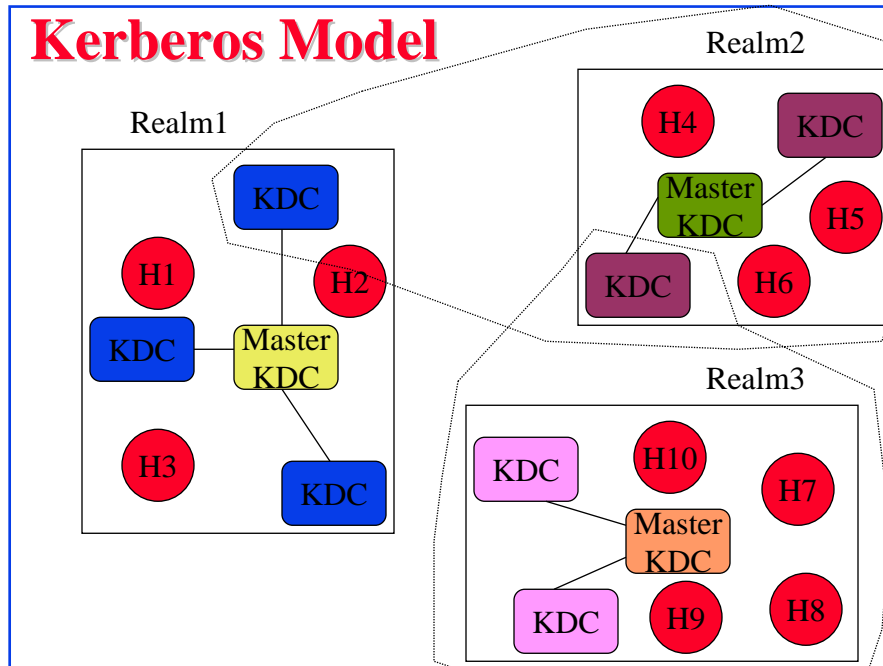 Kerberos Model
Realm1
KDC
H1
H2
KDC
Master
KDC
H3
KDC
Realm2
H4
KDC
Master
KDC
H5
KDC
H6
Realm3
KDC
H10
H7
Master
KDC
KDC
H9
H8